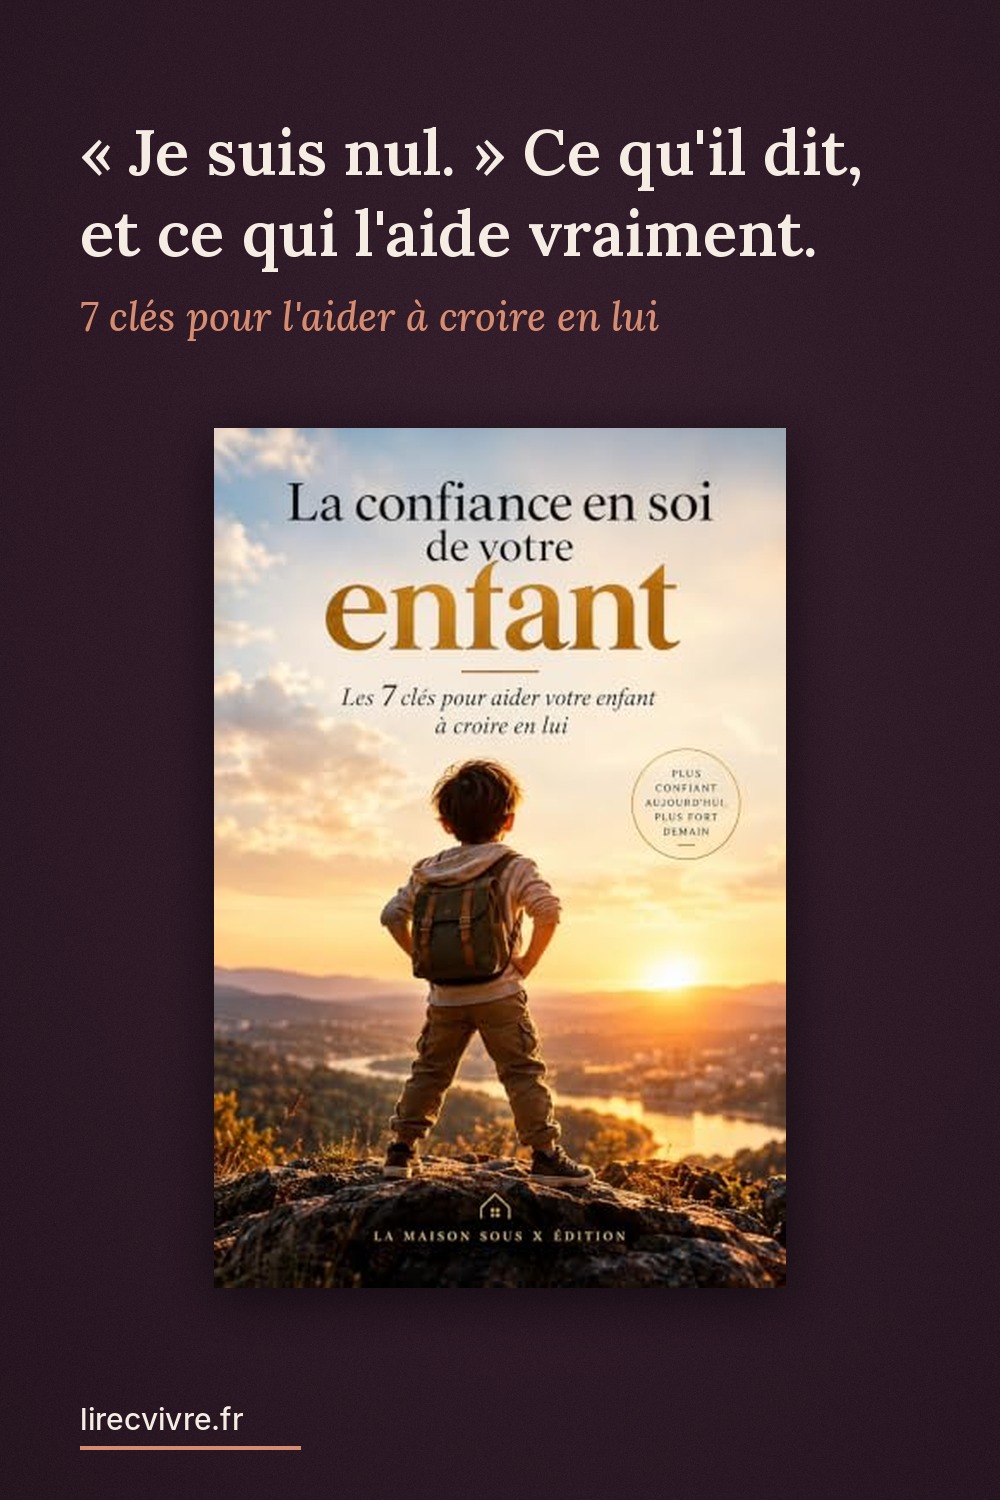 « Je suis nul. » Ce qu'il dit,
et ce qui l'aide vraiment.
7 clés pour l'aider à croire en lui
La confiance en soi
de votre
enfant
Les 7 clés pour aider votre enfant
à croire en lui
PLUS
CONFIANT
AUJOURD'HUI,
PLUS FORT
DEMAIN
LA MAISON SOUS X ÉDITION
lirecvivre.fr